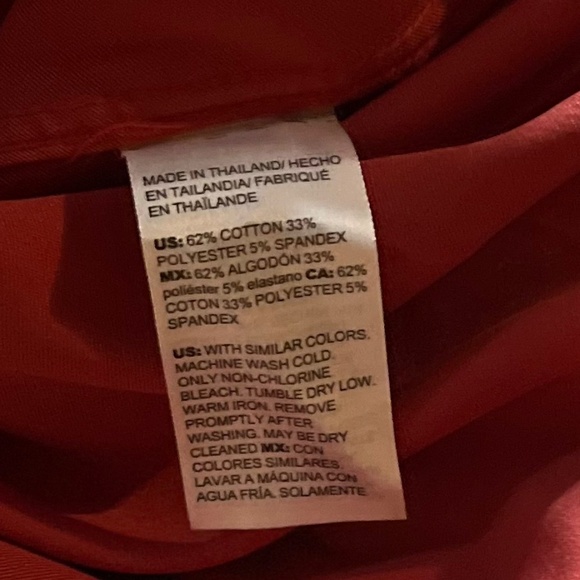 MADE IN THAILAND/ HECHO
EN TAILANDIA/ FABRIQUÉ
EN THAÏLANDE
US: 62% COTTON 33%
POLYESTER 5% SPANDEX
MX: 62% ALGODÓN 33%
poliéster 5% elastano CA: 62%
COTON 33% POLYESTER 5%
SPANDEX
US: WITH SIMILAR COLORS.
MACHINE WASH COLD.
ONLY NON-CHLORINE
BLEACH. TUMBLE DRY LOW.
WARM IRON. REMOVE
PROMPTLY AFTER
WASHING. MAY BE DRY
CLEANED MX: CON
COLORES SIMILARES.
LAVAR A MÁQUINA CON
AGUA FRÍA. SOLAMENTE